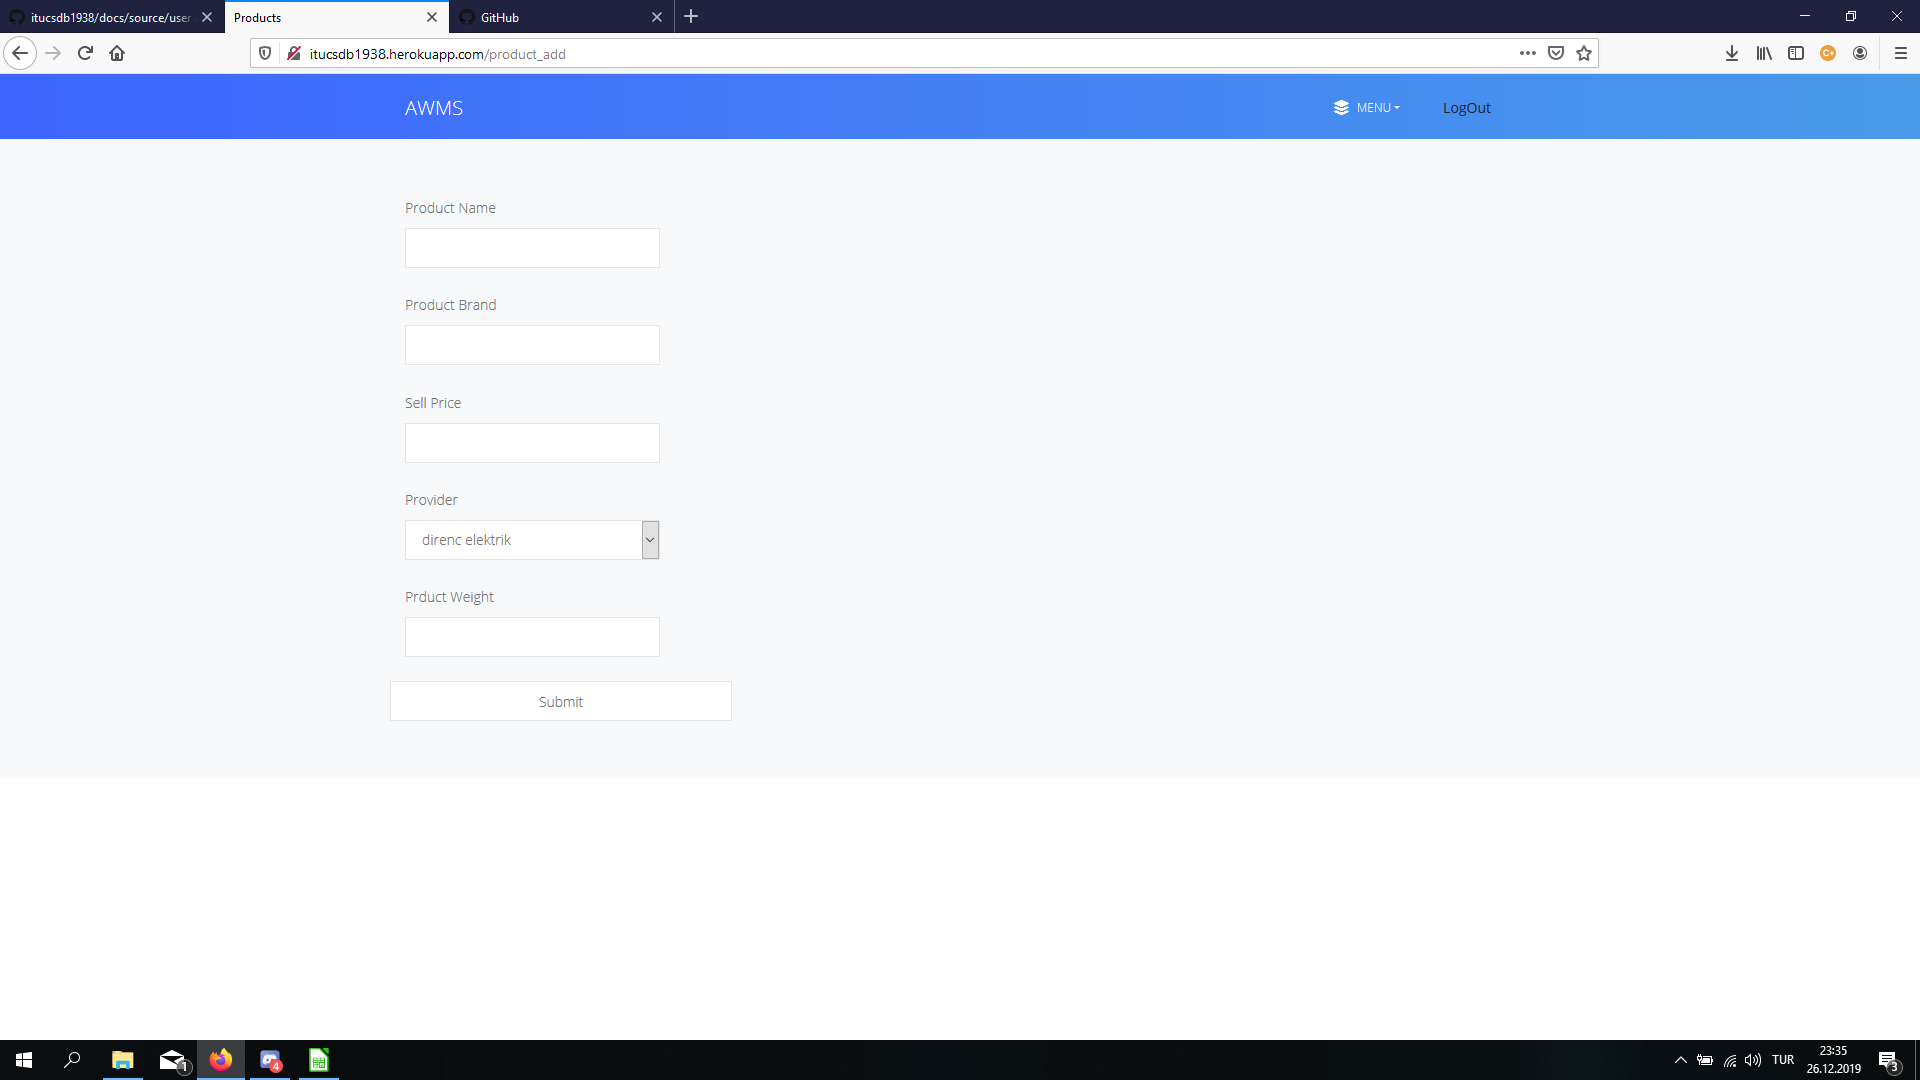 itucsdb1938/docs/source/user
Products
GitHub
itucsdb1938.herokuapp.com/product_add
AWMS
MENU
LogOut
Product Name
Product Brand
Sell Price
Provider
direnc elektrik
Prduct Weight
Submit
1
4
TUR
23:35
26.12.2019
3